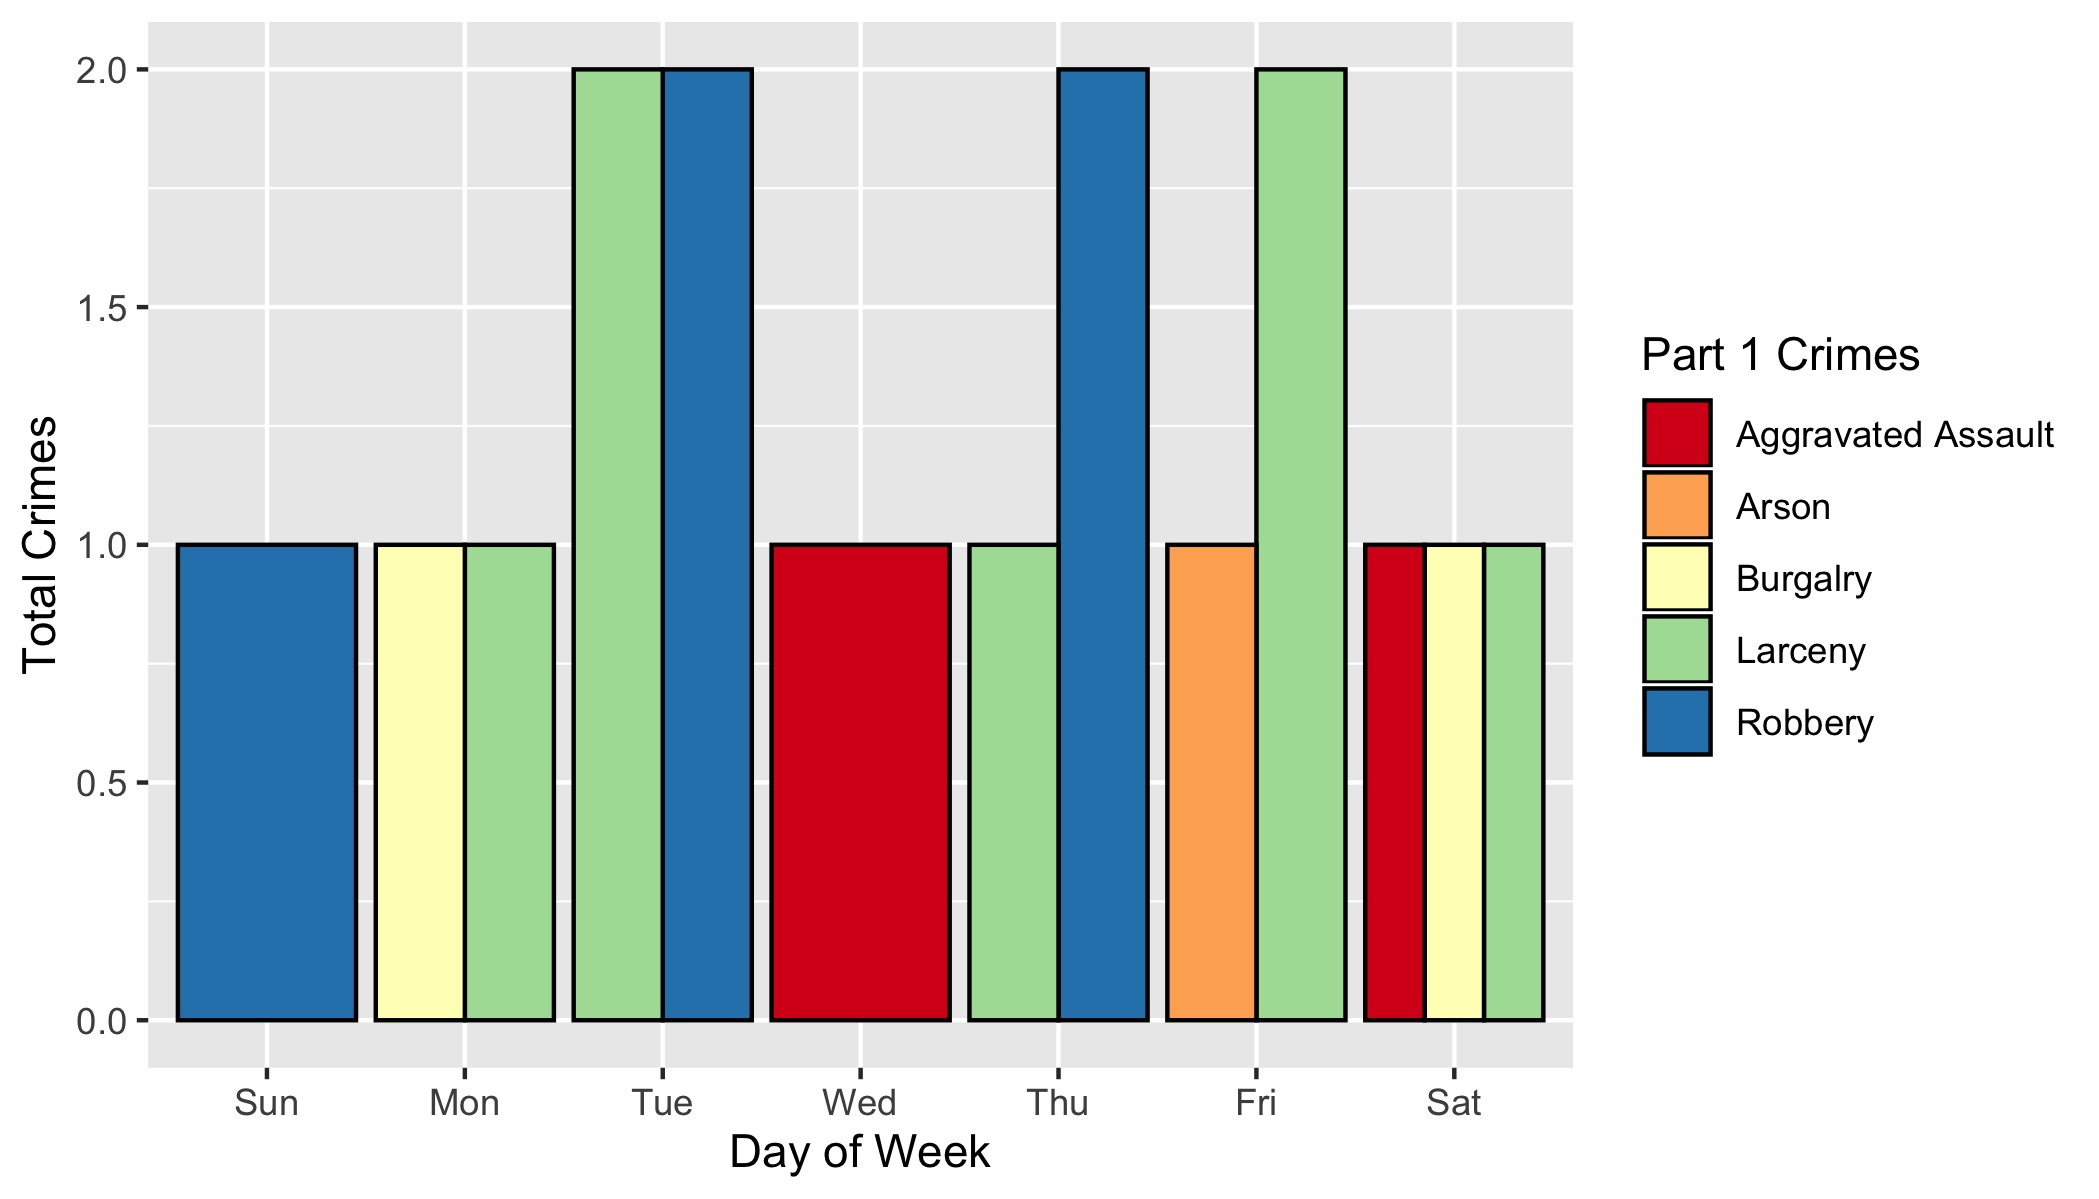 2.0
1.5
1.0
0.5
0.0
Total Crimes
Sun Mon Tue Wed Thu Fri Sat
Day of Week
Part 1 Crimes
Aggravated Assault
Arson
Burgalry
Larceny
Robbery